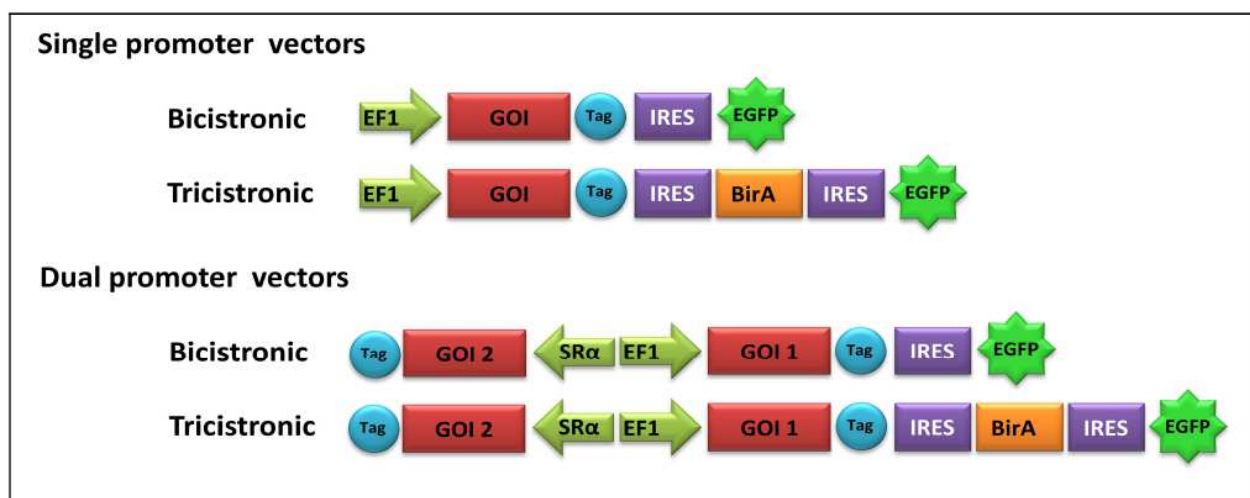 Single promoter vectors
Bicistronic EF1 GOI Tag IRES EGFP
Tricistronic EF1 GOI Tag IRES BirA IRES EGFP
Dual promoter vectors
Bicistronic Tag GOI 2 SRα EF1 GOI 1 Tag IRES EGFP
Tricistronic Tag GOI 2 SRα EF1 GOI 1 Tag IRES BirA IRES EGFP